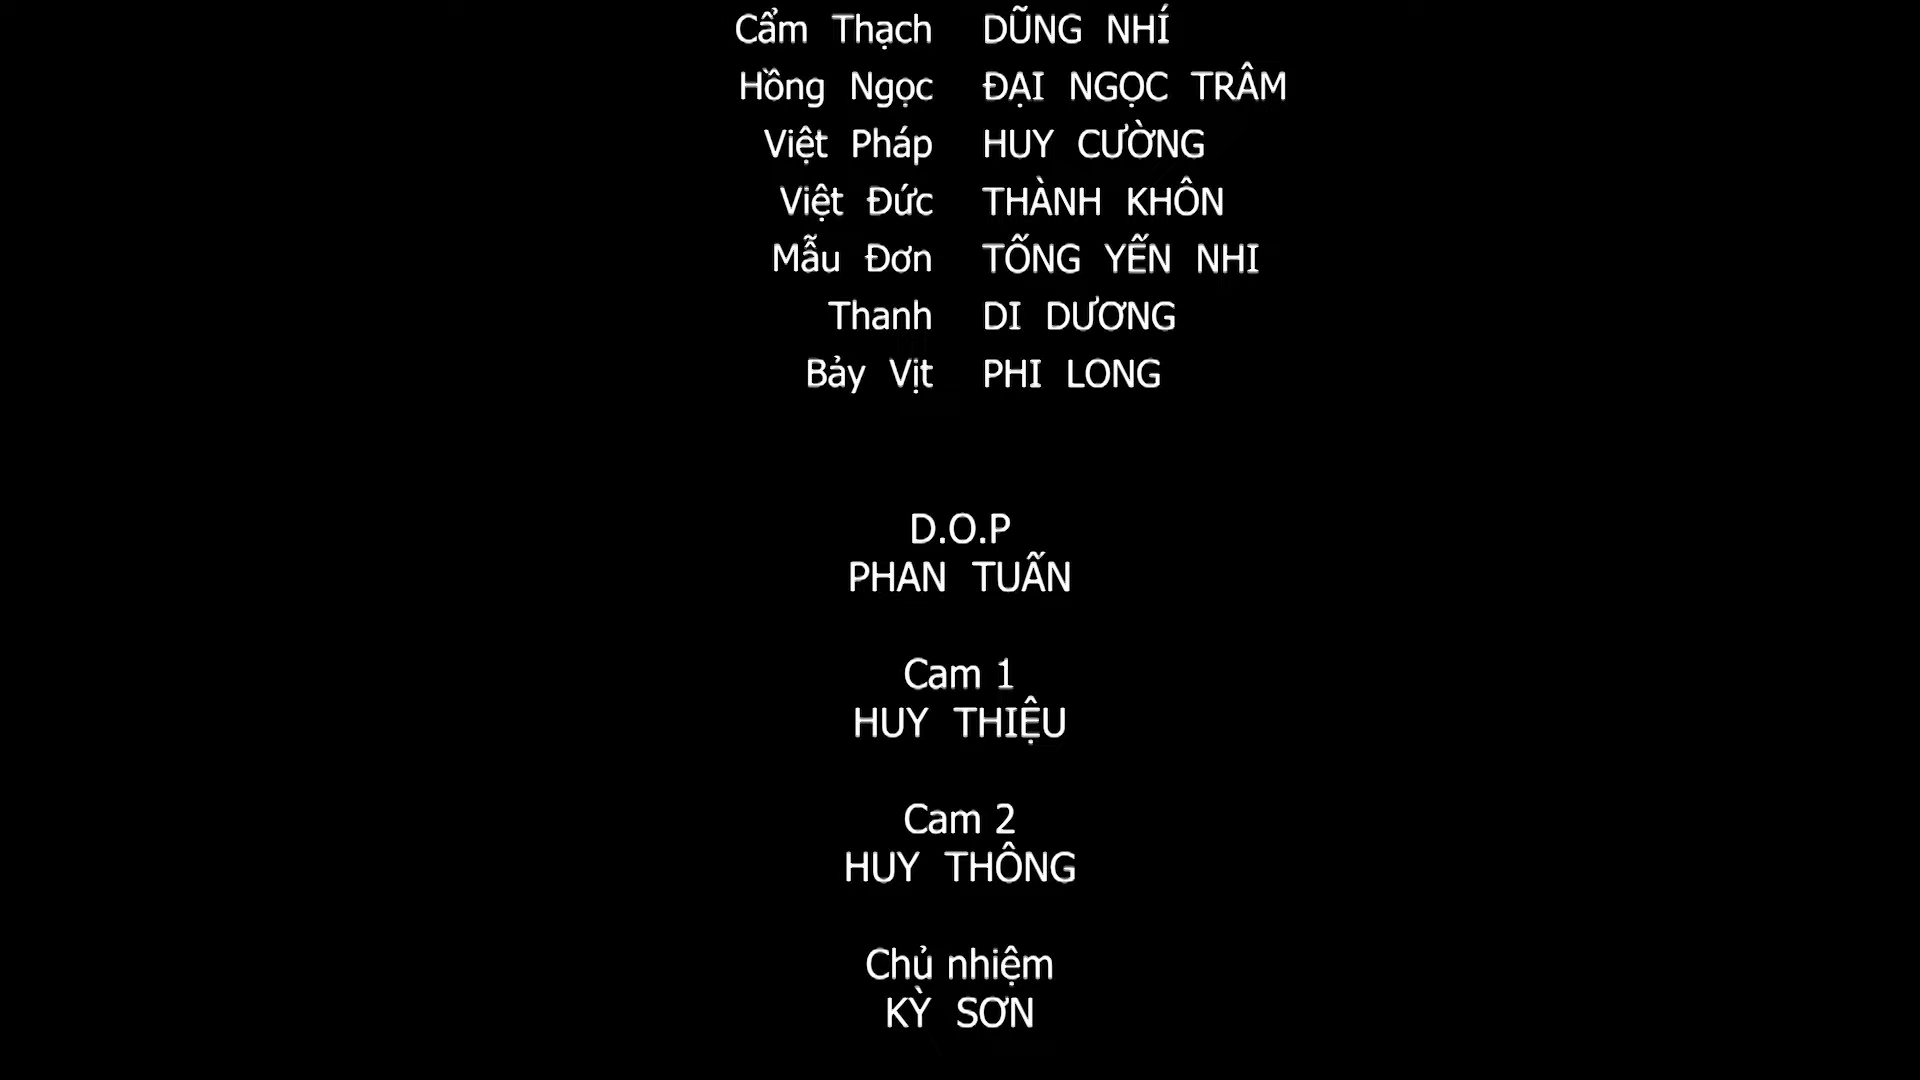 Cẩm Thạch DŨNG NHÍ
Hồng Ngọc ĐẠI NGỌC TRÂM
Việt Pháp HUY CƯỜNG
Việt Đức THÀNH KHÔN
Mẫu Đơn TỐNG YẾN NHI
Thanh DI DƯƠNG
Bảy Vịt PHI LONG
D.O.P
PHAN TUẤN
Cam 1
HUY THIỆU
Cam 2
HUY THÔNG
Chủ nhiệm
KỲ SƠN